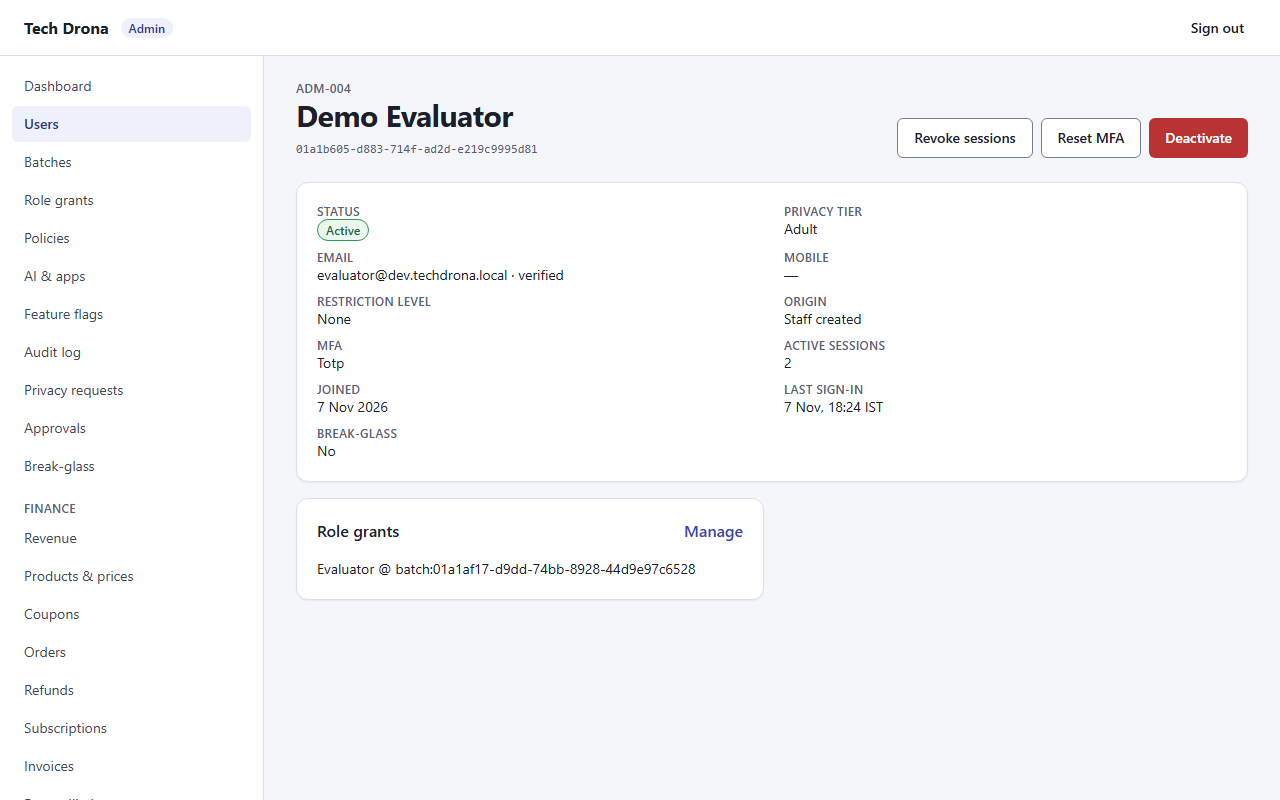 Tech Drona Admin Sign out
Dashboard
Users
Batches
Role grants
Policies
AI & apps
Feature flags
Audit log
Privacy requests
Approvals
Break-glass
FINANCE
Revenue
Products & prices
Coupons
Orders
Refunds
Subscriptions
Invoices
ADM-004
Demo Evaluator
01a1b605-d883-714f-ad2d-e219c9995d81
Revoke sessions Reset MFA Deactivate
STATUS
Active
PRIVACY TIER
Adult
EMAIL
evaluator@dev.techdrona.local · verified
MOBILE
—
RESTRICTION LEVEL
None
ORIGIN
Staff created
MFA
Totp
ACTIVE SESSIONS
2
JOINED
7 Nov 2026
LAST SIGN-IN
7 Nov, 18:24 IST
BREAK-GLASS
No
Role grants Manage
Evaluator @ batch:01a1af17-d9dd-74bb-8928-44d9e97c6528